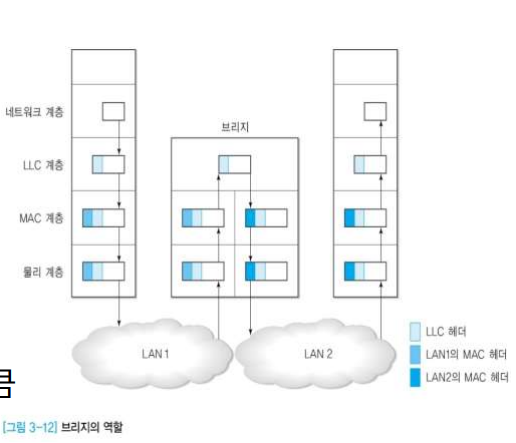 네트워크 계층
브리지
LLC 계층
MAC 계층
물리 계층
LAN 1
LAN 2
LLC 헤더
LAN1의 MAC 헤더
LAN2의 MAC 헤더
큼
[그림 3-12] 브리지의 역할